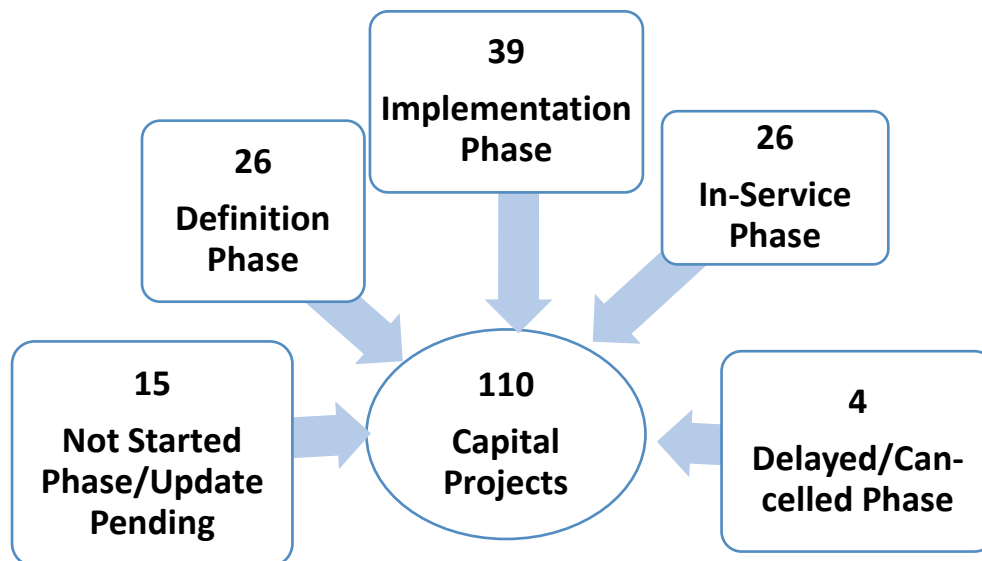 39
Implementation
Phase
26
Definition
Phase
26
In-Service
Phase
15
Not Started
Phase/Update
Pending
110
Capital
Projects
4
Delayed/Can-
celled Phase